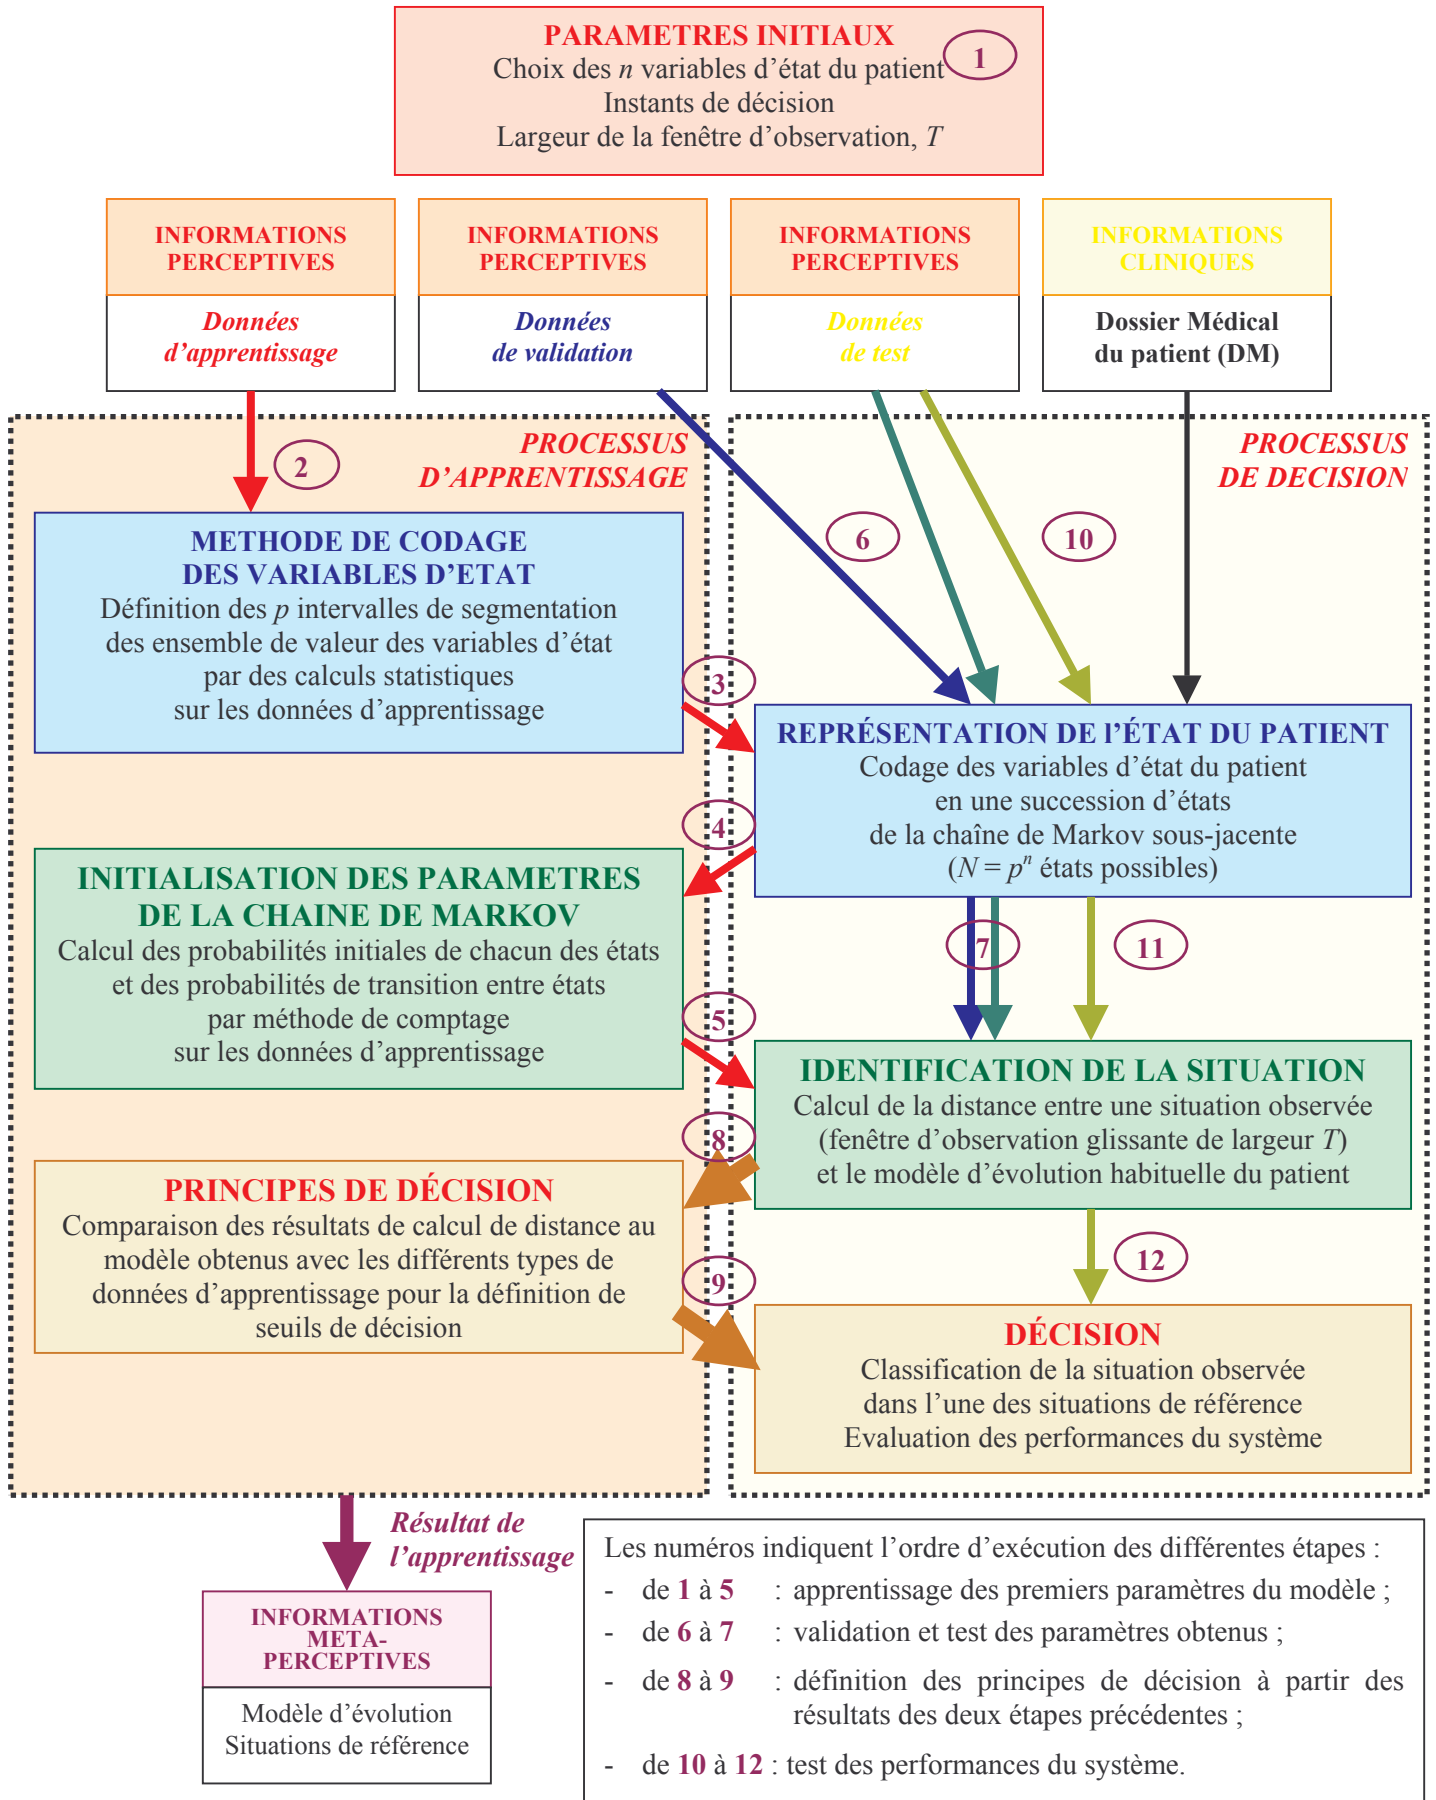 PARAMETRES INITIAUX
1
Choix des n variables d'état du patient
Instants de décision
Largeur de la fenêtre d'observation, T
INFORMATIONS
PERCEPTIVES
Données
d'apprentissage
INFORMATIONS
PERCEPTIVES
Données
de validation
INFORMATIONS
PERCEPTIVES
Données
de test
INFORMATIONS
CLINIQUES
Dossier Médical
du patient (DM)
PROCESSUS
D'APPRENTISSAGE
2
PROCESSUS
DE DECISION
6
10
METHODE DE CODAGE
DES VARIABLES D'ETAT
Définition des p intervalles de segmentation
des ensemble de valeur des variables d'état
par des calculs statistiques
sur les données d'apprentissage
3
REPRÉSENTATION DE l'ÉTAT DU PATIENT
Codage des variables d'état du patient
en une succession d'états
de la chaîne de Markov sous-jacente
(N = pⁿ états possibles)
4
INITIALISATION DES PARAMETRES
DE LA CHAINE DE MARKOV
Calcul des probabilités initiales de chacun des états
et des probabilités de transition entre états
par méthode de comptage
sur les données d'apprentissage
7
11
5
IDENTIFICATION DE LA SITUATION
Calcul de la distance entre une situation observée
(fenêtre d'observation glissante de largeur T)
et le modèle d'évolution habituelle du patient
8
PRINCIPES DE DÉCISION
Comparaison des résultats de calcul de distance au
modèle obtenus avec les différents types de
données d'apprentissage pour la définition de
seuils de décision
9
12
DÉCISION
Classification de la situation observée
dans l'une des situations de référence
Evaluation des performances du système
Résultat de
l'apprentissage
INFORMATIONS
META-
PERCEPTIVES
Modèle d'évolution
Situations de référence
Les numéros indiquent l'ordre d'exécution des différentes étapes :
- de 1 à 5 : apprentissage des premiers paramètres du modèle ;
- de 6 à 7 : validation et test des paramètres obtenus ;
- de 8 à 9 : définition des principes de décision à partir des
résultats des deux étapes précédentes ;
- de 10 à 12 : test des performances du système.